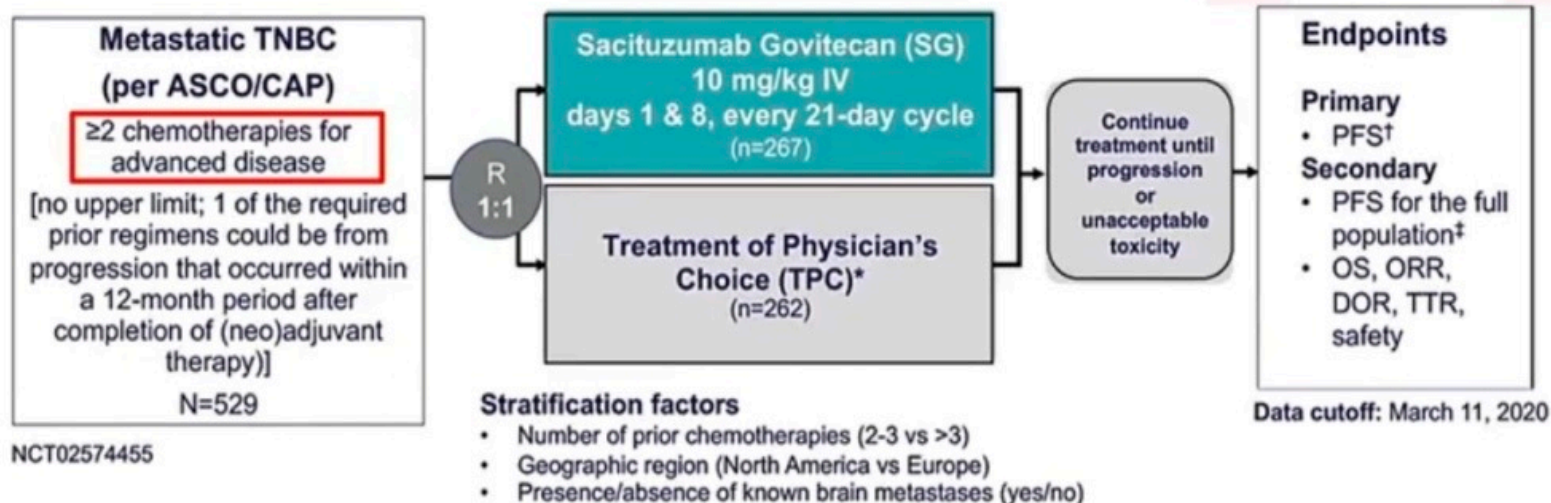 Metastatic TNBC
(per ASCO/CAP)
≥2 chemotherapies for
advanced disease
[no upper limit; 1 of the required
prior regimens could be from
progression that occurred within
a 12-month period after
completion of (neo)adjuvant
therapy)]
N=529
NCT02574455
R
1:1
Sacituzumab Govitecan (SG)
10 mg/kg IV
days 1 & 8, every 21-day cycle
(n=267)
Treatment of Physician's
Choice (TPC)*
(n=262)
Continue
treatment until
progression
or
unacceptable
toxicity
Endpoints
Primary
• PFS†
Secondary
• PFS for the full
population‡
• OS, ORR,
DOR, TTR,
safety
Data cutoff: March 11, 2020
Stratification factors
• Number of prior chemotherapies (2-3 vs >3)
• Geographic region (North America vs Europe)
• Presence/absence of known brain metastases (yes/no)